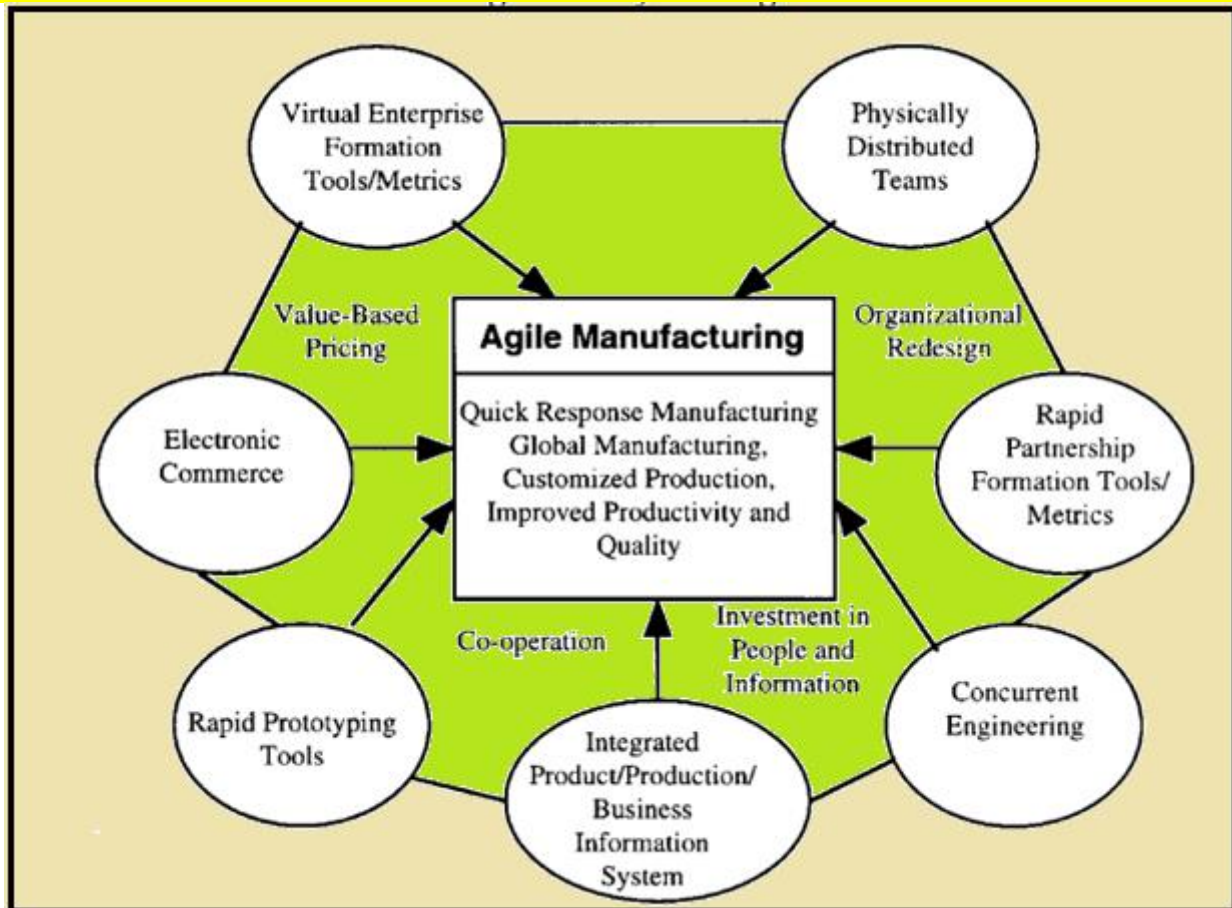 Virtual Enterprise
Formation
Tools/Metrics
Physically
Distributed
Teams
Value-Based
Pricing
Organizational
Redesign
Agile Manufacturing
Quick Response Manufacturing
Global Manufacturing,
Customized Production,
Improved Productivity and
Quality
Electronic
Commerce
Rapid
Partnership
Formation Tools/
Metrics
Co-operation
Investment in
People and
Information
Rapid Prototyping
Tools
Integrated
Product/Production/
Business
Information
System
Concurrent
Engineering